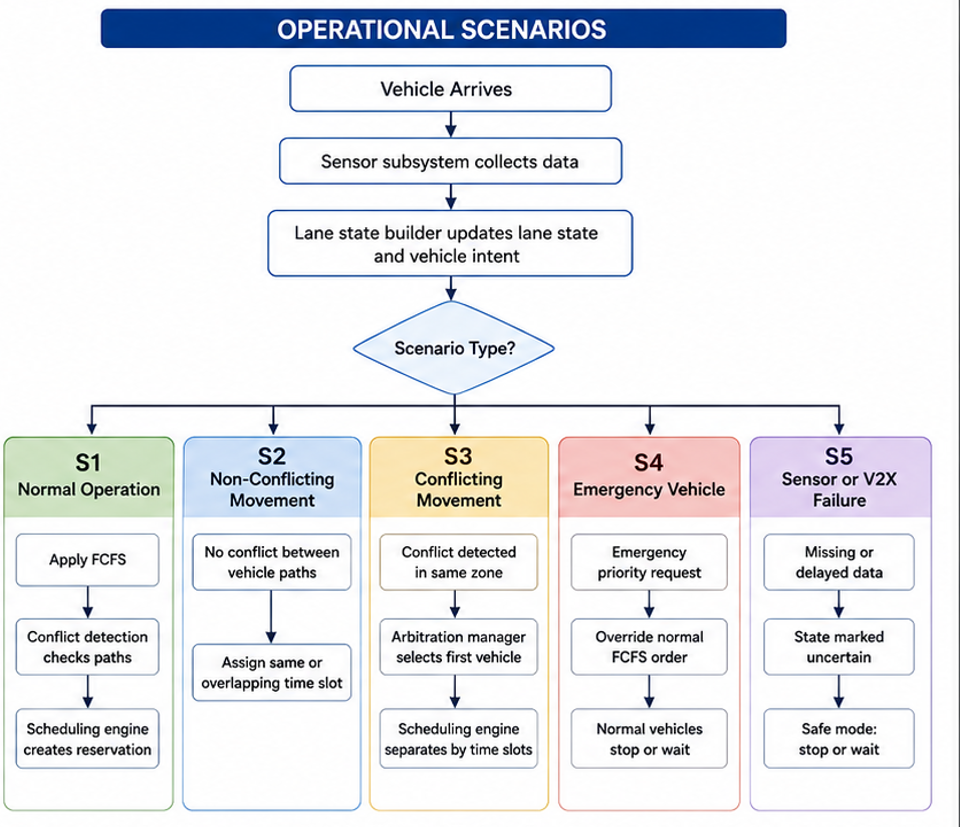 OPERATIONAL SCENARIOS
Vehicle Arrives
Sensor subsystem collects data
Lane state builder updates lane state
and vehicle intent
Scenario Type?
S1
Normal Operation
Apply FCFS
Conflict detection
checks paths
Scheduling engine
creates reservation
S2
Non-Conflicting
Movement
No conflict between
vehicle paths
Assign same or
overlapping time slot
S3
Conflicting
Movement
Conflict detected
in same zone
Arbitration manager
selects first vehicle
Scheduling engine
separates by time slots
S4
Emergency Vehicle
Emergency
priority request
Override normal
FCFS order
Normal vehicles
stop or wait
S5
Sensor or V2X
Failure
Missing or
delayed data
State marked
uncertain
Safe mode:
stop or wait